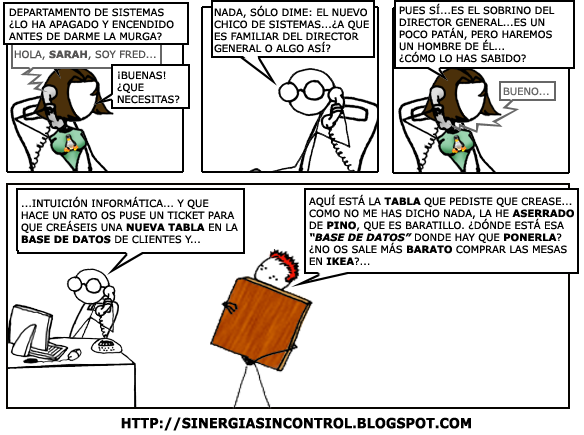 DEPARTAMENTO DE SISTEMAS
¿LO HA APAGADO Y ENCENDIDO
ANTES DE DARME LA MURGA?
HOLA, SARAH, SOY FRED...
¡BUENAS!
¿QUE
NECESITAS?
NADA, SÓLO DIME: EL NUEVO
CHICO DE SISTEMAS...¿A QUE
ES FAMILIAR DEL DIRECTOR
GENERAL O ALGO ASÍ?
PUES SÍ...ES EL SOBRINO DEL
DIRECTOR GENERAL...ES UN
POCO PATÁN, PERO HAREMOS
UN HOMBRE DE ÉL...
¿CÓMO LO HAS SABIDO?
BUENO...
...INTUICIÓN INFORMÁTICA... Y QUE
HACE UN RATO OS PUSE UN TICKET PARA
QUE CREÁSEIS UNA NUEVA TABLA EN LA
BASE DE DATOS DE CLIENTES Y...
AQUÍ ESTÁ LA TABLA QUE PEDISTE QUE CREASE...
COMO NO ME HAS DICHO NADA, LA HE ASERRADO
DE PINO, QUE ES BARATILLO. ¿DÓNDE ESTÁ ESA
“BASE DE DATOS” DONDE HAY QUE PONERLA?
¿NO OS SALE MÁS BARATO COMPRAR LAS MESAS
EN IKEA?...
HTTP://SINERGIASINCONTROL.BLOGSPOT.COM